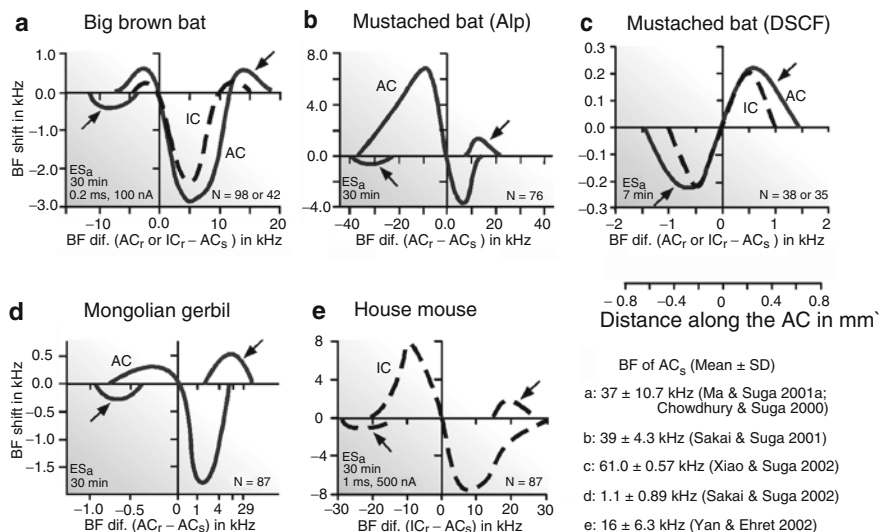 a Big brown bat
BF shift in kHz
1.0
0.0
−1.0
−2.0
−3.0
IC
AC
ESa
30 min
0.2 ms, 100 nA
N = 98 or 42
−10 0.0 10 20
BF dif. (ACr or ICr – ACs ) in kHz
b Mustached bat (Alp)
8.0
4.0
0.0
−4.0
AC
ESa
30 min
N = 76
−40 −20 0.0 20 40
BF dif. (ACr – ACs ) in kHz
c Mustached bat (DSCF)
0.3
0.2
0.1
0.0
−0.1
−0.2
−0.3
IC
AC
ESa
7 min
N = 38 or 35
−2 −1 0 1 2
BF dif. (ACr or ICr – ACs ) in kHz
− 0.8 −0.4 0 0.4 0.8
Distance along the AC in mm`
d Mongolian gerbil
BF shift in kHz
0.5
0.0
−0.5
−1.0
−1.5
AC
ESa
30 min
N = 87
−1.0 −0.5 0.0 1 4 29
BF dif. (ACr – ACs) in kHz
e House mouse
8
4
0
−4
−8
IC
ESa
30 min
1 ms, 500 nA
N = 87
−30 −20 −10 0 10 20 30
BF dif. (ICr – ACs) in kHz
BF of ACs (Mean ± SD)
a: 37 ± 10.7 kHz (Ma & Suga 2001a;
Chowdhury & Suga 2000)
b: 39 ± 4.3 kHz (Sakai & Suga 2001)
c: 61.0 ± 0.57 kHz (Xiao & Suga 2002)
d: 1.1 ± 0.89 kHz (Sakai & Suga 2002)
e: 16 ± 6.3 kHz (Yan & Ehret 2002)